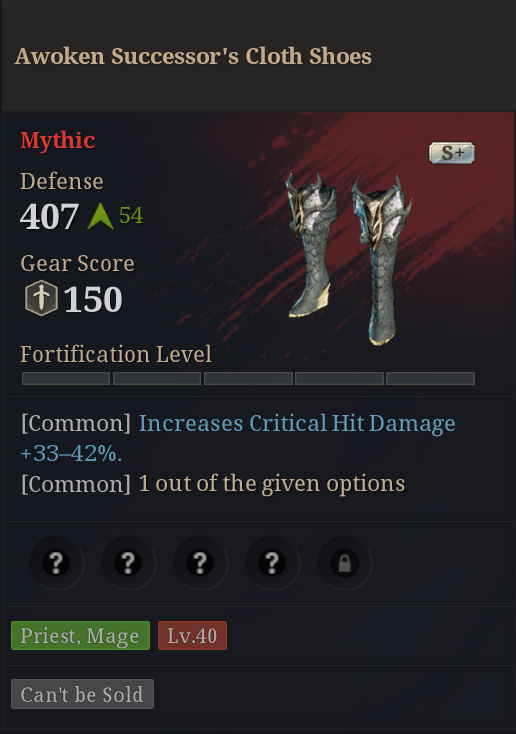 Awoken Successor's Cloth Shoes
Mythic
S+
Defense
407 54
Gear Score
150
Fortification Level
[Common] Increases Critical Hit Damage
+33–42%.
[Common] 1 out of the given options
? ? ? ?
Priest, Mage Lv.40
Can't be Sold